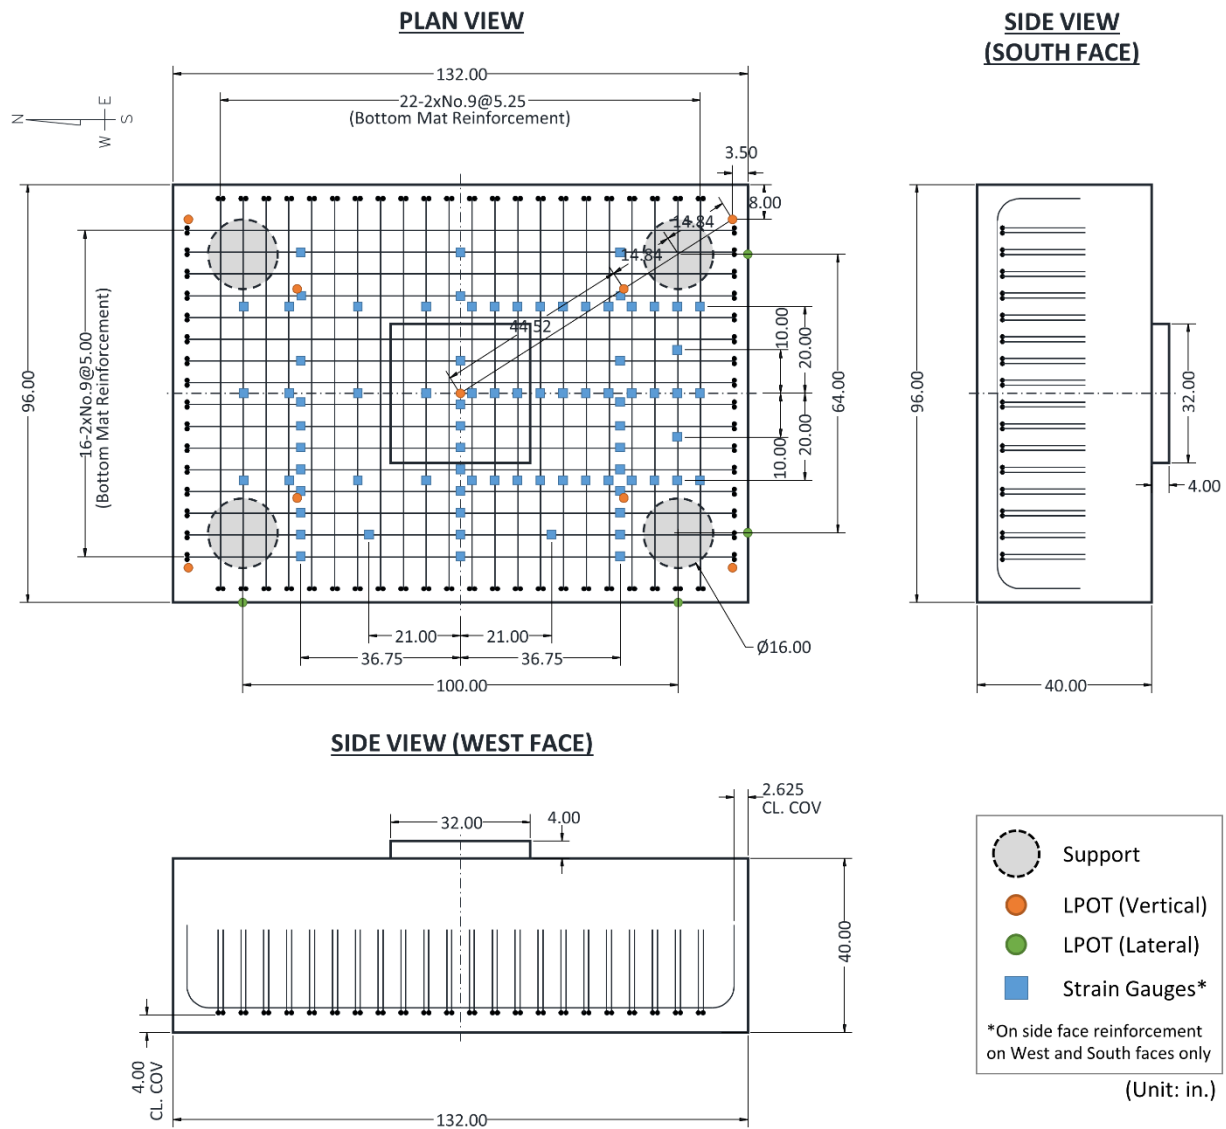 PLAN VIEW
SIDE VIEW
(SOUTH FACE)
132.00
22-2xNo.9@5.25
(Bottom Mat Reinforcement)
N
E
S
W
3.50
8.00
14.84
14.84
44.52
96.00
16-2xNo.9@5.00
(Bottom Mat Reinforcement)
10.00
20.00
64.00
10.00
20.00
96.00
32.00
4.00
21.00
21.00
36.75
36.75
Ø16.00
100.00
40.00
SIDE VIEW (WEST FACE)
2.625
CL. COV
32.00
4.00
40.00
4.00
CL. COV
132.00
Support
LPOT (Vertical)
LPOT (Lateral)
Strain Gauges*
*On side face reinforcement
on West and South faces only
(Unit: in.)